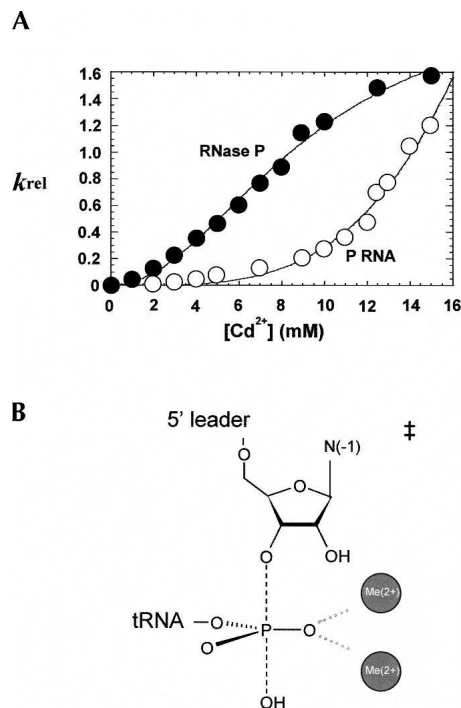 A
1.6
1.4
1.2
1.0
0.8
0.6
0.4
0.2
0
krel
RNase P
P RNA
0 2 4 6 8 10 12 14 16
[Cd2+] (mM)
B
5' leader
‡
N(-1)
O
O
OH
O
Me(2+)
tRNA O P O
O
Me(2+)
OH